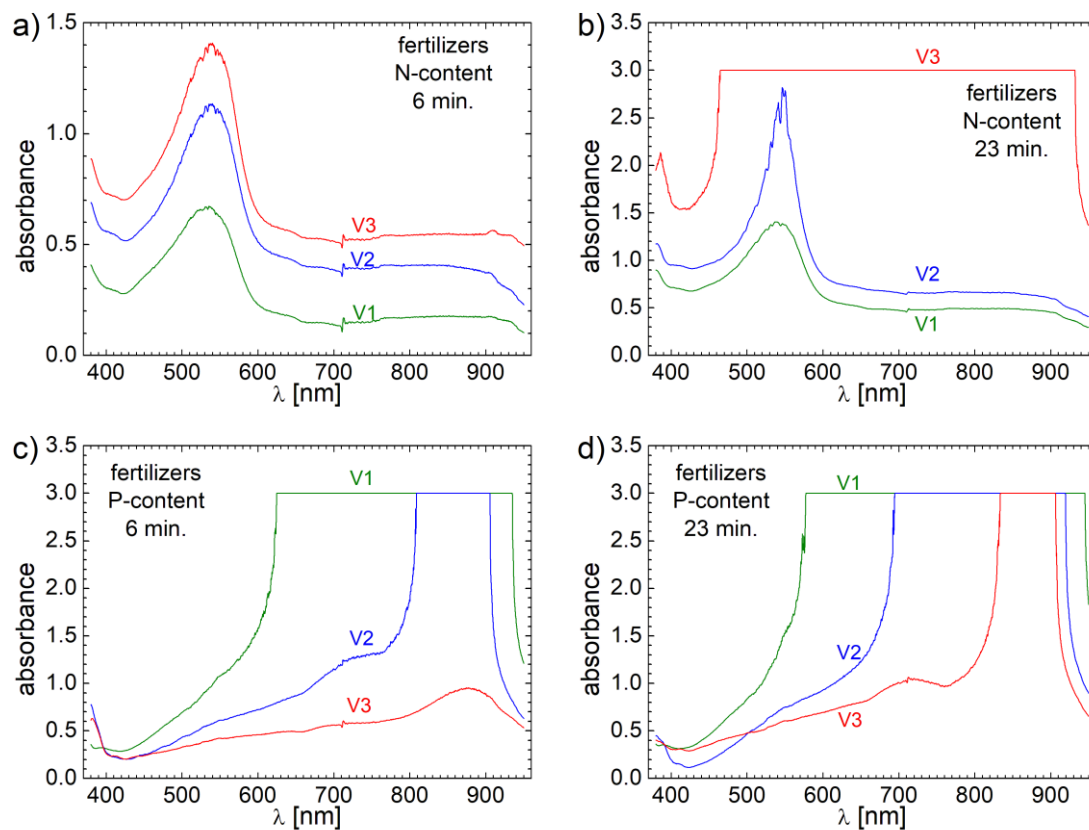 a)
fertilizers
N-content
6 min.
V3
V2
V1
absorbance
1.5
1.0
0.5
0.0
400 500 600 700 800 900
λ [nm]
b)
V3
fertilizers
N-content
23 min.
V2
V1
absorbance
3.5
3.0
2.5
2.0
1.5
1.0
0.5
0.0
400 500 600 700 800 900
λ [nm]
c)
fertilizers
P-content
6 min.
V1
V2
V3
absorbance
3.5
3.0
2.5
2.0
1.5
1.0
0.5
0.0
400 500 600 700 800 900
λ [nm]
d)
fertilizers
P-content
23 min.
V1
V2
V3
absorbance
3.5
3.0
2.5
2.0
1.5
1.0
0.5
0.0
400 500 600 700 800 900
λ [nm]